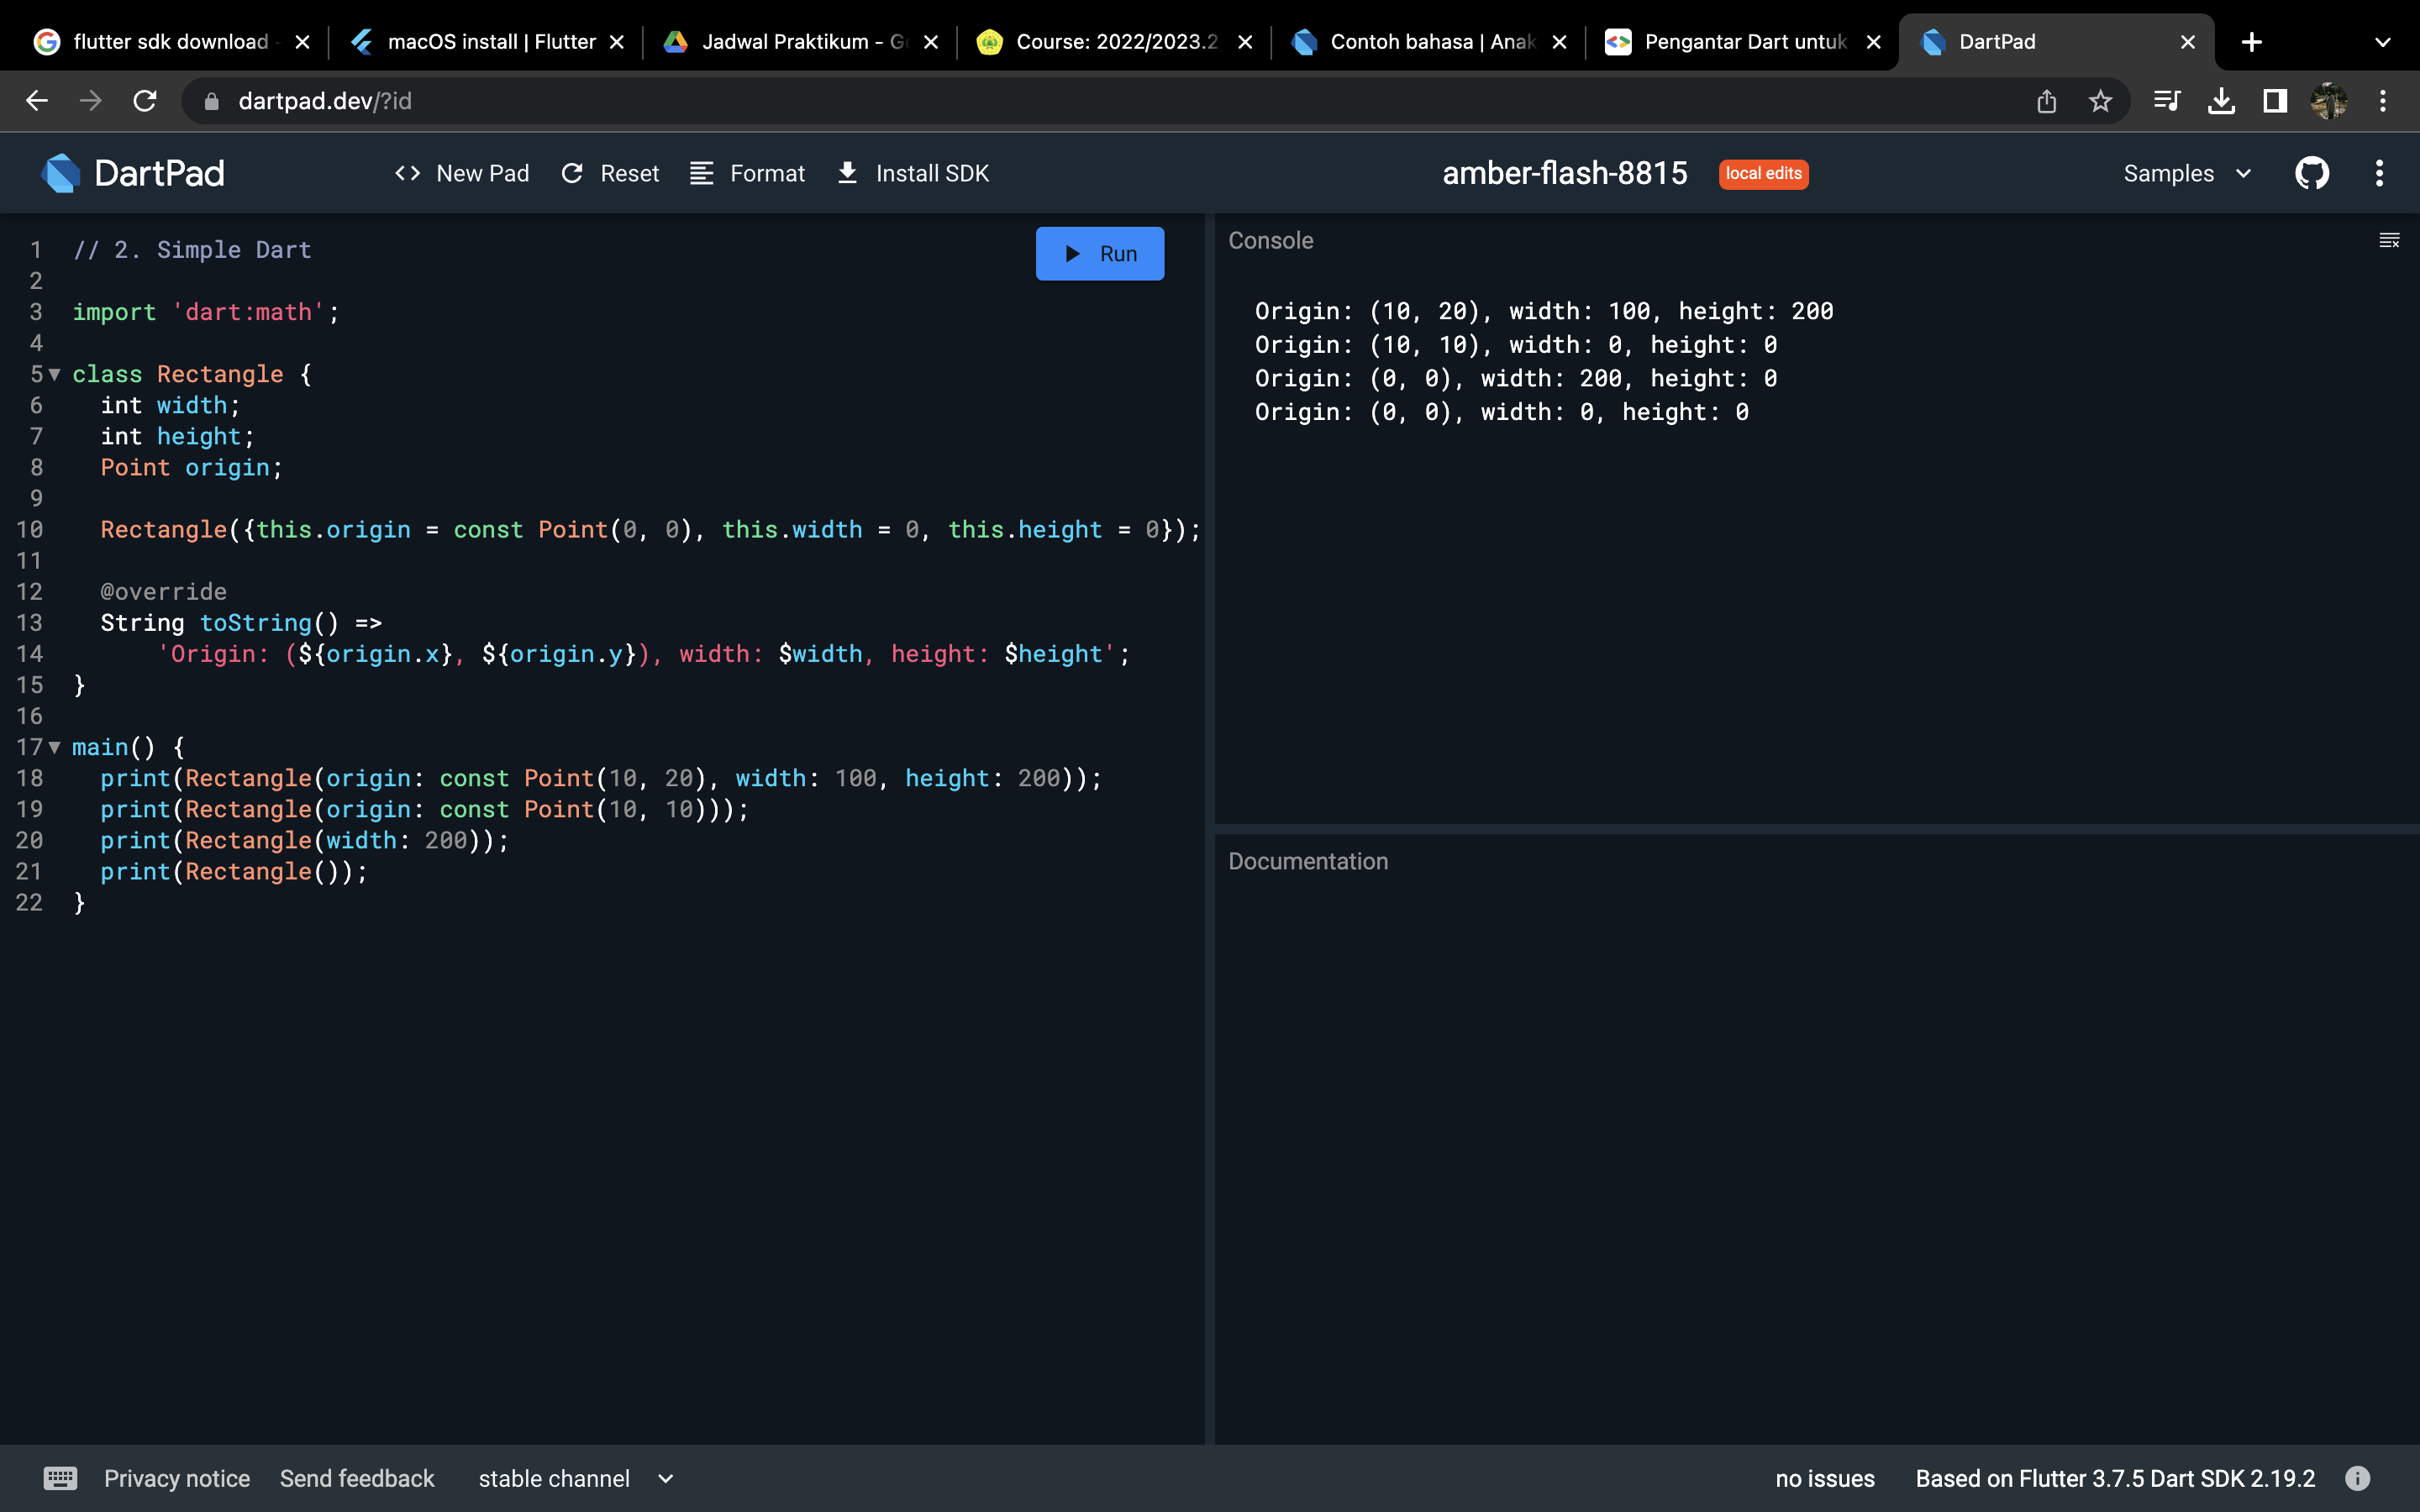 flutter sdk download
macOS install | Flutter
Jadwal Praktikum - Go
Course: 2022/2023.2
Contoh bahasa | Anak
Pengantar Dart untuk
DartPad
dartpad.dev/?id
DartPad
<> New Pad
Reset
Format
Install SDK
amber-flash-8815
local edits
Samples
1 // 2. Simple Dart
2
3 import 'dart:math';
4
5 class Rectangle {
6   int width;
7   int height;
8   Point origin;
9
10   Rectangle({this.origin = const Point(0, 0), this.width = 0, this.height = 0});
11
12   @override
13   String toString() =>
14       'Origin: (${origin.x}, ${origin.y}), width: $width, height: $height';
15 }
16
17 main() {
18   print(Rectangle(origin: const Point(10, 20), width: 100, height: 200));
19   print(Rectangle(origin: const Point(10, 10)));
20   print(Rectangle(width: 200));
21   print(Rectangle());
22 }
Run
Console
Origin: (10, 20), width: 100, height: 200
Origin: (10, 10), width: 0, height: 0
Origin: (0, 0), width: 200, height: 0
Origin: (0, 0), width: 0, height: 0
Documentation
Privacy notice
Send feedback
stable channel
no issues
Based on Flutter 3.7.5 Dart SDK 2.19.2